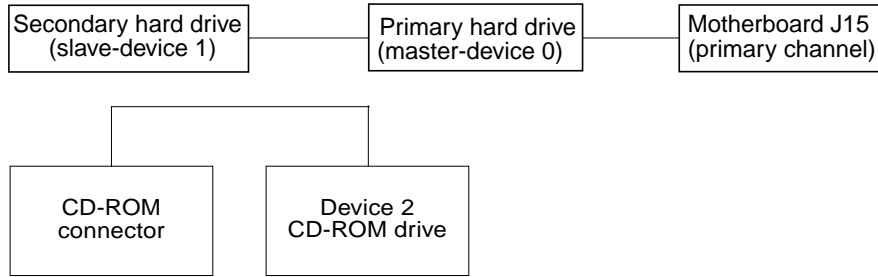 Secondary hard drive
(slave-device 1)
Primary hard drive
(master-device 0)
Motherboard J15
(primary channel)
CD-ROM
connector
Device 2
CD-ROM drive